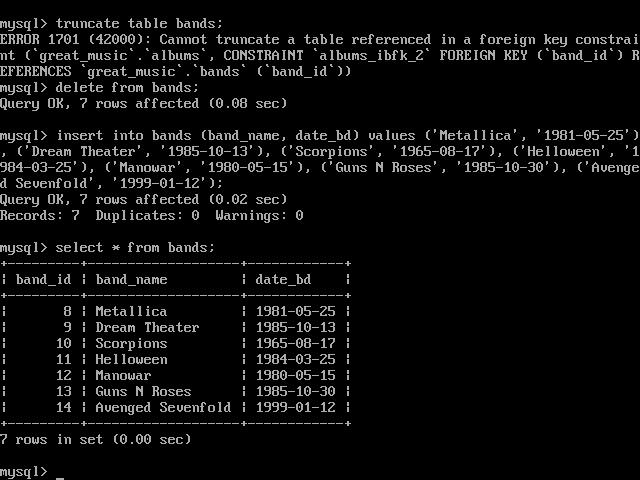 mysql> truncate table bands;
ERROR 1701 (42000): Cannot truncate a table referenced in a foreign key constrai
nt (`great_music`.`albums`, CONSTRAINT `albums_ibfk_2` FOREIGN KEY (`band_id`) R
EFERENCES `great_music`.`bands` (`band_id`))
mysql> delete from bands;
Query OK, 7 rows affected (0.08 sec)

mysql> insert into bands (band_name, date_bd) values ('Metallica', '1981-05-25')
, ('Dream Theater', '1985-10-13'), ('Scorpions', '1965-08-17'), ('Helloween', '1
984-03-25'), ('Manowar', '1980-05-15'), ('Guns N Roses', '1985-10-30'), ('Avenge
d Sevenfold', '1999-01-12');
Query OK, 7 rows affected (0.02 sec)
Records: 7  Duplicates: 0  Warnings: 0

mysql> select * from bands;
+---------+--------------------+------------+
| band_id | band_name          | date_bd    |
+---------+--------------------+------------+
|       8 | Metallica          | 1981-05-25 |
|       9 | Dream Theater      | 1985-10-13 |
|      10 | Scorpions          | 1965-08-17 |
|      11 | Helloween          | 1984-03-25 |
|      12 | Manowar            | 1980-05-15 |
|      13 | Guns N Roses       | 1985-10-30 |
|      14 | Avenged Sevenfold  | 1999-01-12 |
+---------+--------------------+------------+
7 rows in set (0.00 sec)

mysql> _